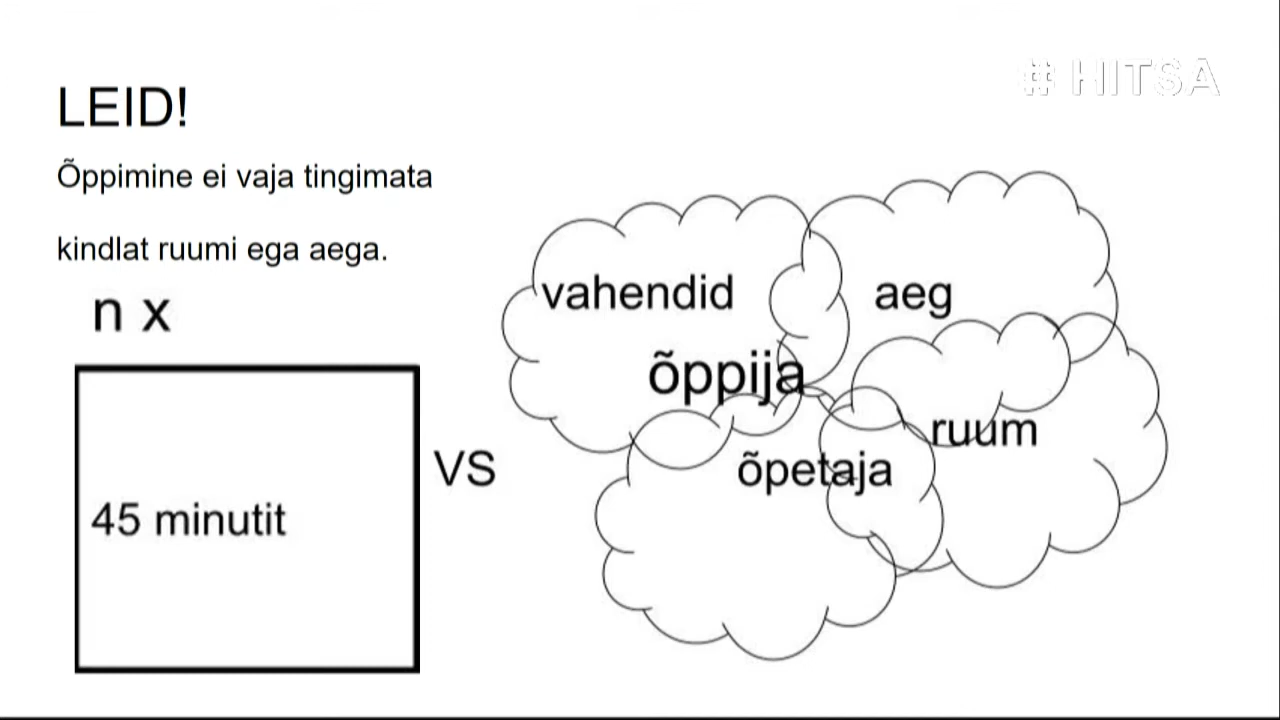 # HITSA
LEID!
Õppimine ei vaja tingimata
kindlat ruumi ega aega.
n x
45 minutit
VS
vahendid
aeg
õppija
ruum
õpetaja